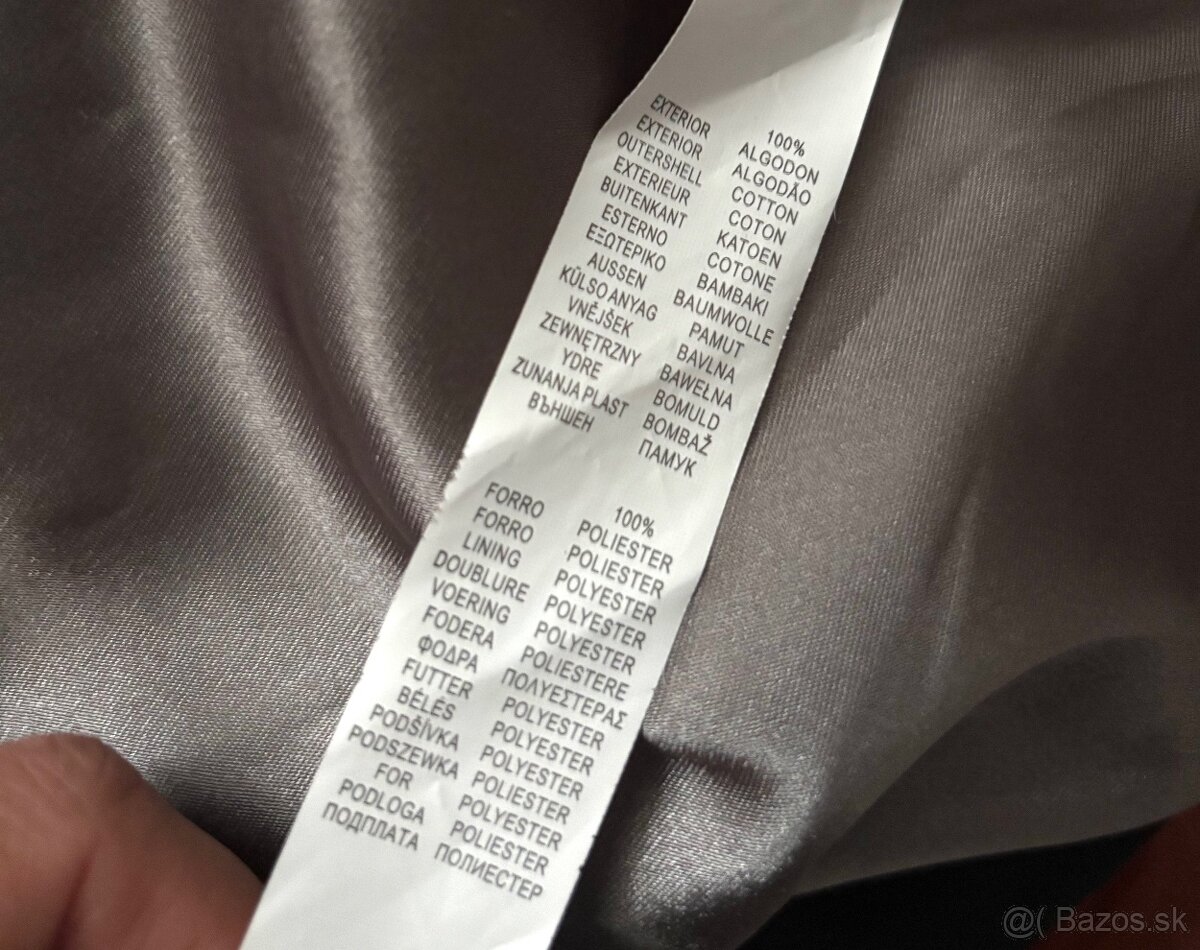 EXTERIOR 100%
EXTERIOR ALGODON
OUTERSHELL ALGODÃO
EXTERIEUR COTTON
BUITENKANT COTON
ESTERNO KATOEN
ΕΞΩΤΕΡΙΚΟ COTONE
AUSSEN BAMBAKI
KÜLSO ANYAG BAUMWOLLE
VNĚJŠEK PAMUT
ZEWNĘTRZNY BAVLNA
YDRE BAWEŁNA
ZUNANJA PLAST BOMULD
ВЪНШЕН BOMBAŽ
ПАМУК
FORRO 100%
FORRO POLIESTER
LINING POLIESTER
DOUBLURE POLYESTER
VOERING POLYESTER
FODERA POLYESTER
ΦΟΔΡΑ POLIESTERE
FUTTER ΠΟΛΥΕΣΤΕΡΑΣ
BÉLÉS POLYESTER
PODŠÍVKA POLYESTER
PODSZEWKA POLYESTER
FOR POLIESTER
PODLOGA POLYESTER
ПОДПЛАТА POLIESTER
ПОЛИЕСТЕР
@( Bazos.sk